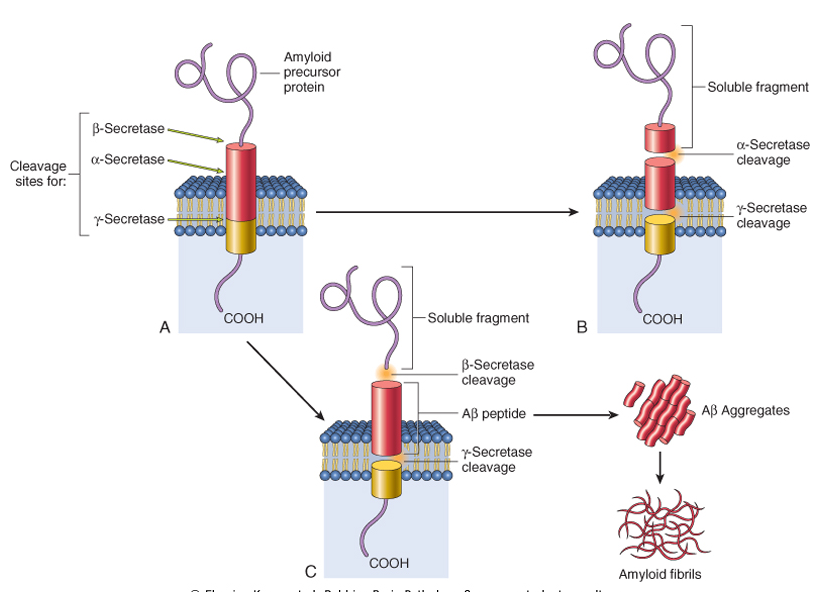 Amyloid
precursor
protein
β-Secretase
α-Secretase
Cleavage
sites for:
γ-Secretase
COOH
A
Soluble fragment
α-Secretase
cleavage
γ-Secretase
cleavage
COOH
B
Soluble fragment
β-Secretase
cleavage
Aβ peptide
γ-Secretase
cleavage
COOH
C
Aβ Aggregates
Amyloid fibrils